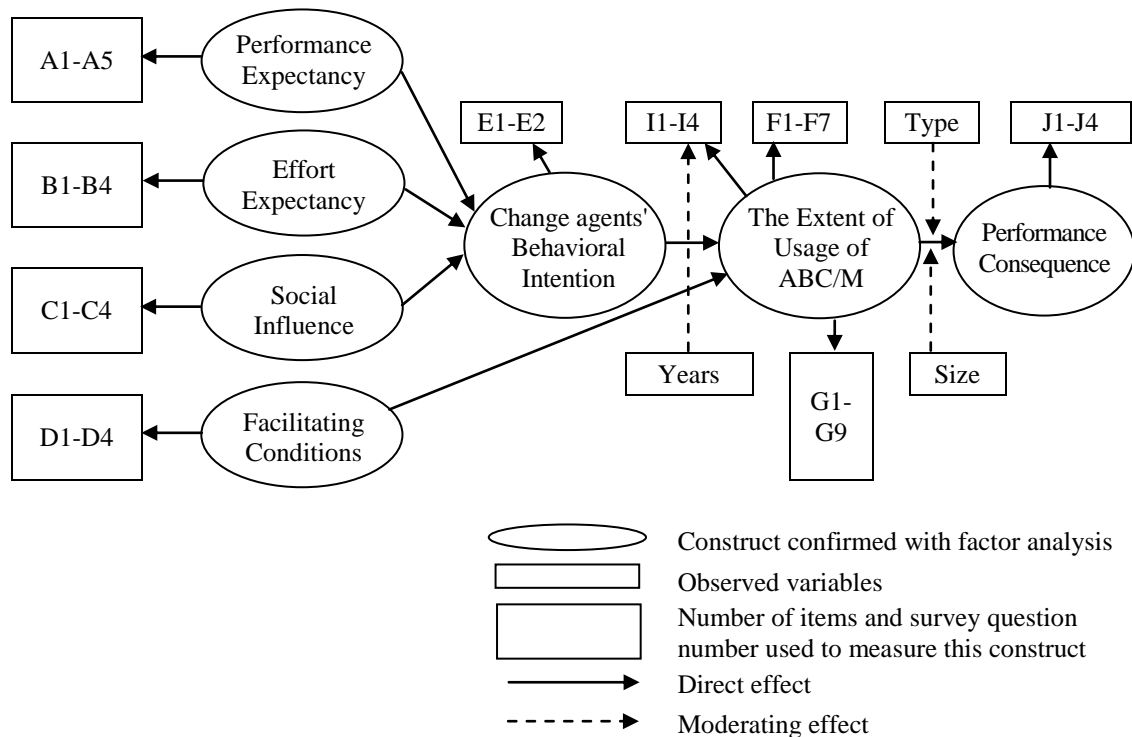 A1-A5
Performance
Expectancy
E1-E2
I1-I4
F1-F7
Type
J1-J4
B1-B4
Effort
Expectancy
Change agents'
Behavioral
Intention
The Extent of
Usage of
ABC/M
Performance
Consequence
C1-C4
Social
Influence
Years
G1-
G9
Size
D1-D4
Facilitating
Conditions
Construct confirmed with factor analysis
Observed variables
Number of items and survey question
number used to measure this construct
Direct effect
Moderating effect